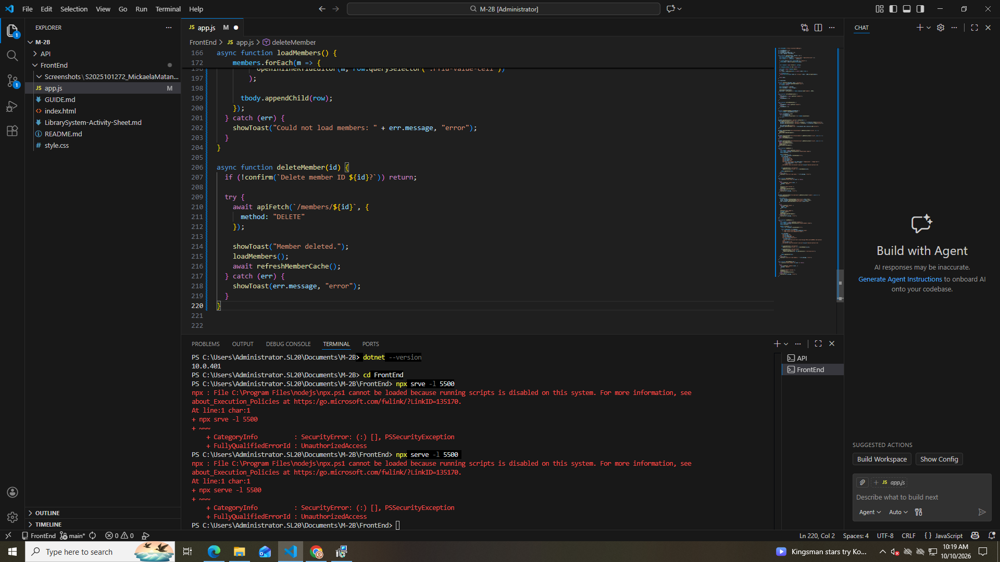 File Edit Selection View Go Run Terminal Help
M-2B [Administrator]
EXPLORER
M-2B
API
FrontEnd
Screenshots\S2025101272_MickaelaMatan...
JS app.js M
GUIDE.md
index.html
LibrarySystem-Activity-Sheet.md
README.md
style.css
OUTLINE
TIMELINE
JS app.js M
FrontEnd > JS app.js > deleteMember
166 async function loadMembers() {
172 members.forEach(m => {
197 );
198
199 tbody.appendChild(row);
200 });
201 } catch (err) {
202 showToast("Could not load members: " + err.message, "error");
203 }
204 }
205
206 async function deleteMember(id) {
207 if (!confirm(`Delete member ID ${id}?`)) return;
208
209 try {
210 await apiFetch(`/members/${id}`, {
211 method: "DELETE"
212 });
213
214 showToast("Member deleted.");
215 loadMembers();
216 await refreshMemberCache();
217 } catch (err) {
218 showToast(err.message, "error");
219 }
220 }
221
222
PROBLEMS OUTPUT DEBUG CONSOLE TERMINAL PORTS
PS C:\Users\Administrator.SL20\Documents\M-2B> dotnet --version
10.0.401
PS C:\Users\Administrator.SL20\Documents\M-2B> cd FrontEnd
PS C:\Users\Administrator.SL20\Documents\M-2B\FrontEnd> npx srve -l 5500
npx : File C:\Program Files\nodejs\npx.ps1 cannot be loaded because running scripts is disabled on this system. For more information, see
about_Execution_Policies at https:/go.microsoft.com/fwlink/?LinkID=135170.
At line:1 char:1
+ npx srve -l 5500
+ ~~~
+ CategoryInfo : SecurityError: (:) [], PSSecurityException
+ FullyQualifiedErrorId : UnauthorizedAccess
PS C:\Users\Administrator.SL20\Documents\M-2B\FrontEnd> npx serve -l 5500
npx : File C:\Program Files\nodejs\npx.ps1 cannot be loaded because running scripts is disabled on this system. For more information, see
about_Execution_Policies at https:/go.microsoft.com/fwlink/?LinkID=135170.
At line:1 char:1
+ npx serve -l 5500
+ ~~~
+ CategoryInfo : SecurityError: (:) [], PSSecurityException
+ FullyQualifiedErrorId : UnauthorizedAccess
PS C:\Users\Administrator.SL20\Documents\M-2B\FrontEnd>
API
FrontEnd
CHAT
Build with Agent
AI responses may be inaccurate.
Generate Agent Instructions to onboard AI
onto your codebase.
SUGGESTED ACTIONS
Build Workspace Show Config
+ JS app.js
Describe what to build next
Agent Auto
FrontEnd main* 0 0
Ln 220, Col 2 Spaces: 4 UTF-8 CRLF {} JavaScript
Type here to search
Kingsman stars try Ko...
10:19 AM
10/10/2026